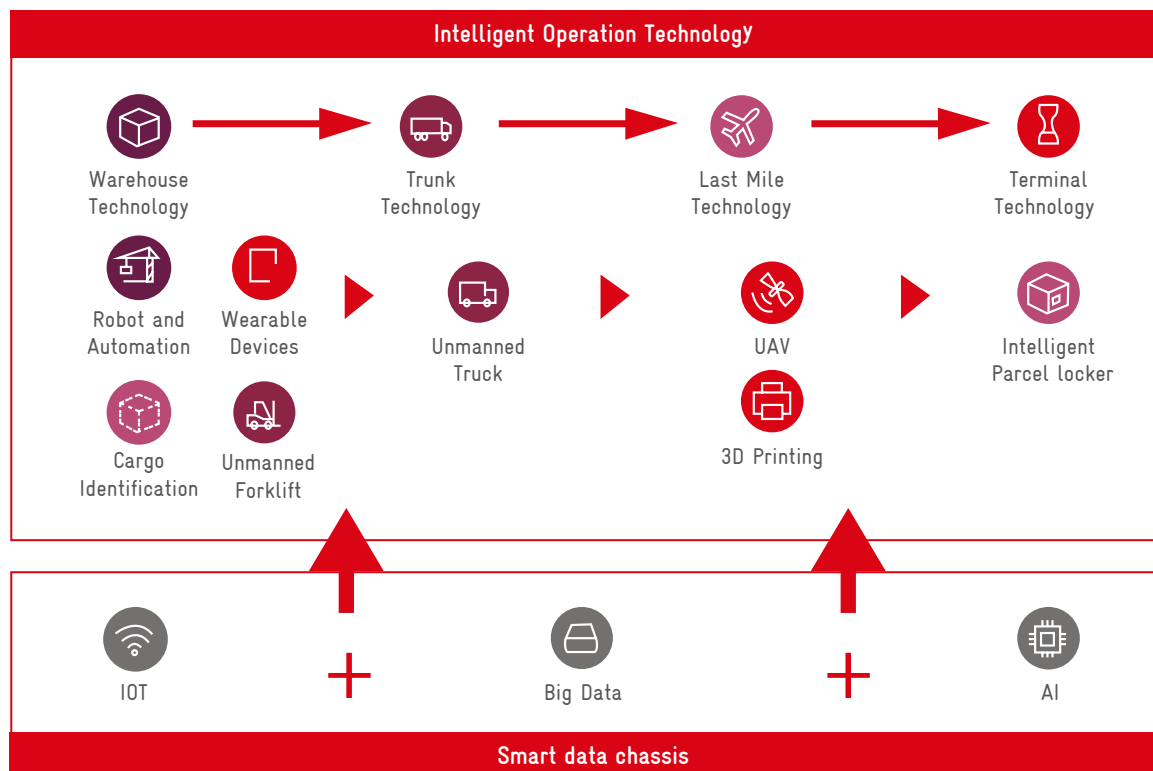 Intelligent Operation Technology
Warehouse
Technology
Trunk
Technology
Last Mile
Technology
Terminal
Technology
Robot and
Automation
Wearable
Devices
Unmanned
Truck
UAV
Intelligent
Parcel locker
Cargo
Identification
Unmanned
Forklift
3D Printing
IOT
Big Data
AI
Smart data chassis